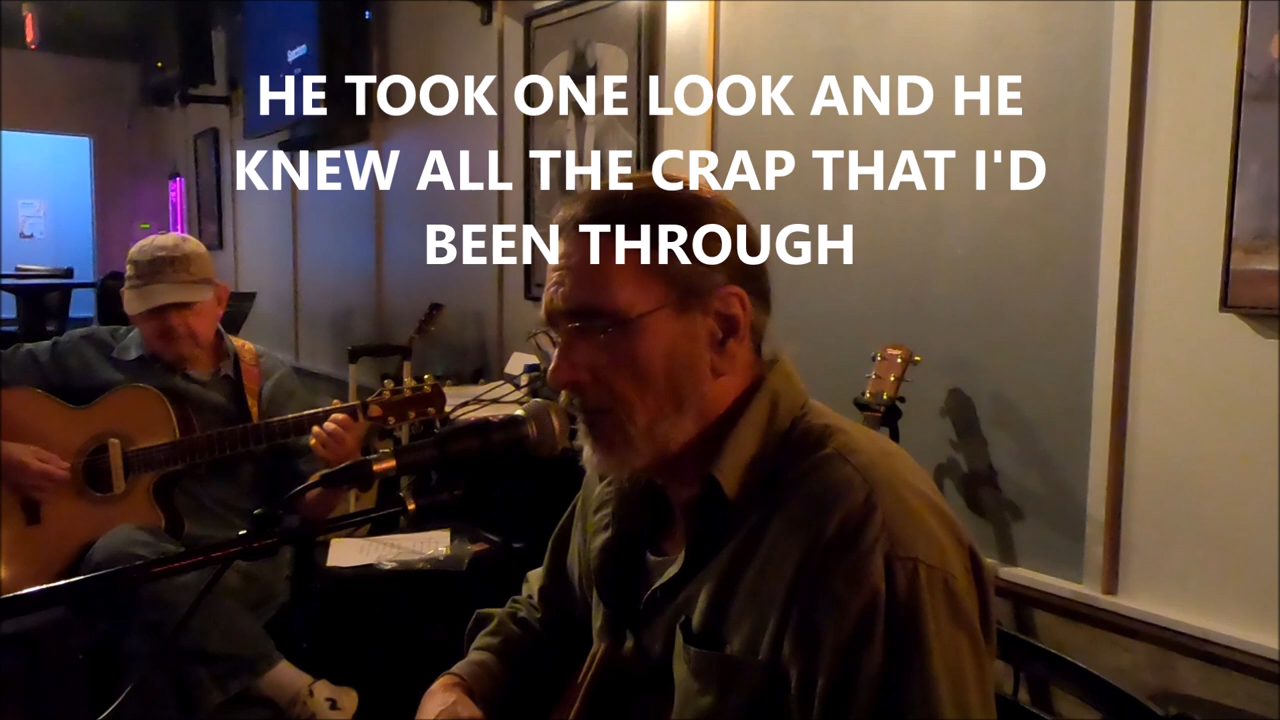 HE TOOK ONE LOOK AND HE
KNEW ALL THE CRAP THAT I'D
BEEN THROUGH